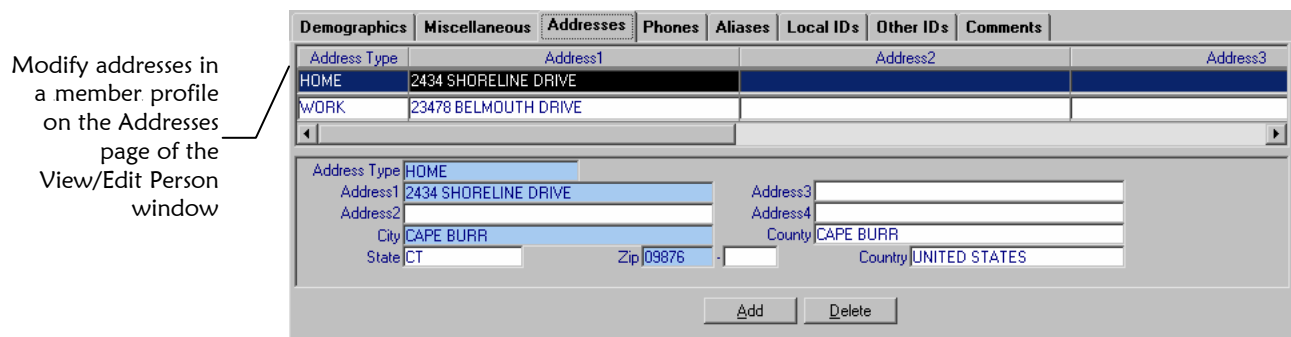 Demographics Miscellaneous Addresses Phones Aliases Local IDs Other IDs Comments
Modify addresses in
a member profile
on the Addresses
page of the
View/Edit Person
window
Address Type Address1 Address2 Address3
HOME 2434 SHORELINE DRIVE
WORK 23478 BELMOUTH DRIVE
Address Type HOME
Address1 2434 SHORELINE DRIVE Address3
Address2 Address4
City CAPE BURR County CAPE BURR
State CT Zip 09876 - Country UNITED STATES
Add Delete